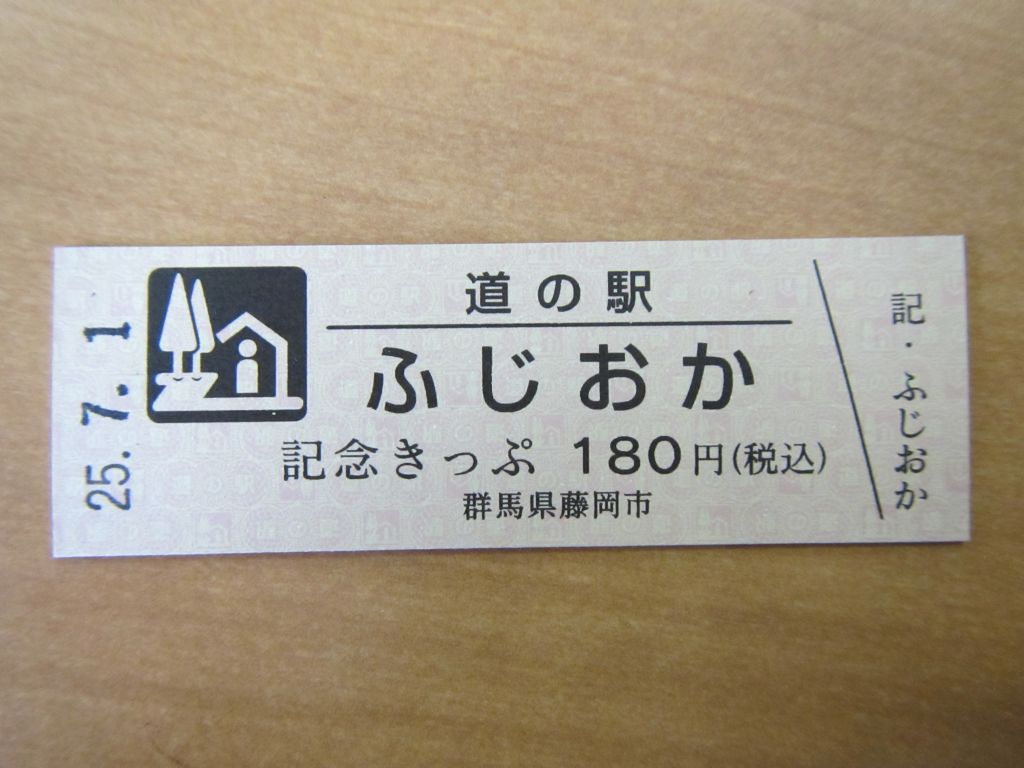 25.7.1
道の駅
ふじおか
記念きっぷ 180円(税込)
群馬県藤岡市
記・ふじおか